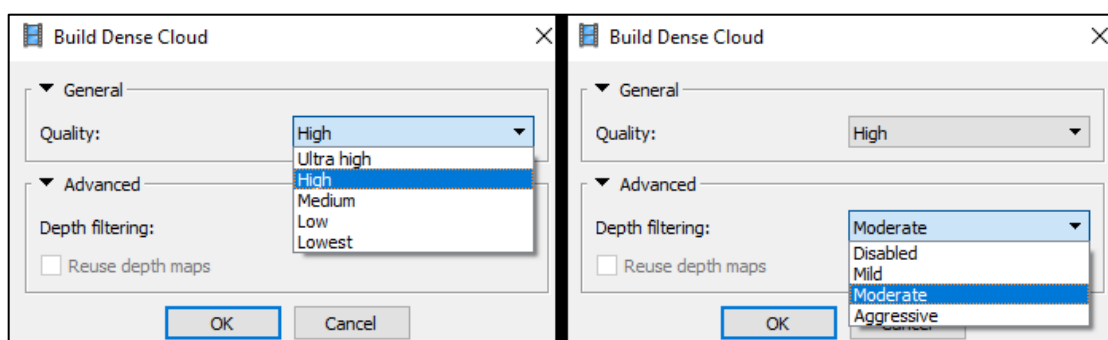 Build Dense Cloud
General
Quality: High
Ultra high
High
Medium
Low
Lowest
Advanced
Depth filtering:
Reuse depth maps
OK Cancel
Build Dense Cloud
General
Quality: High
Advanced
Depth filtering: Moderate
Disabled
Mild
Moderate
Aggressive
Reuse depth maps
OK Cancel